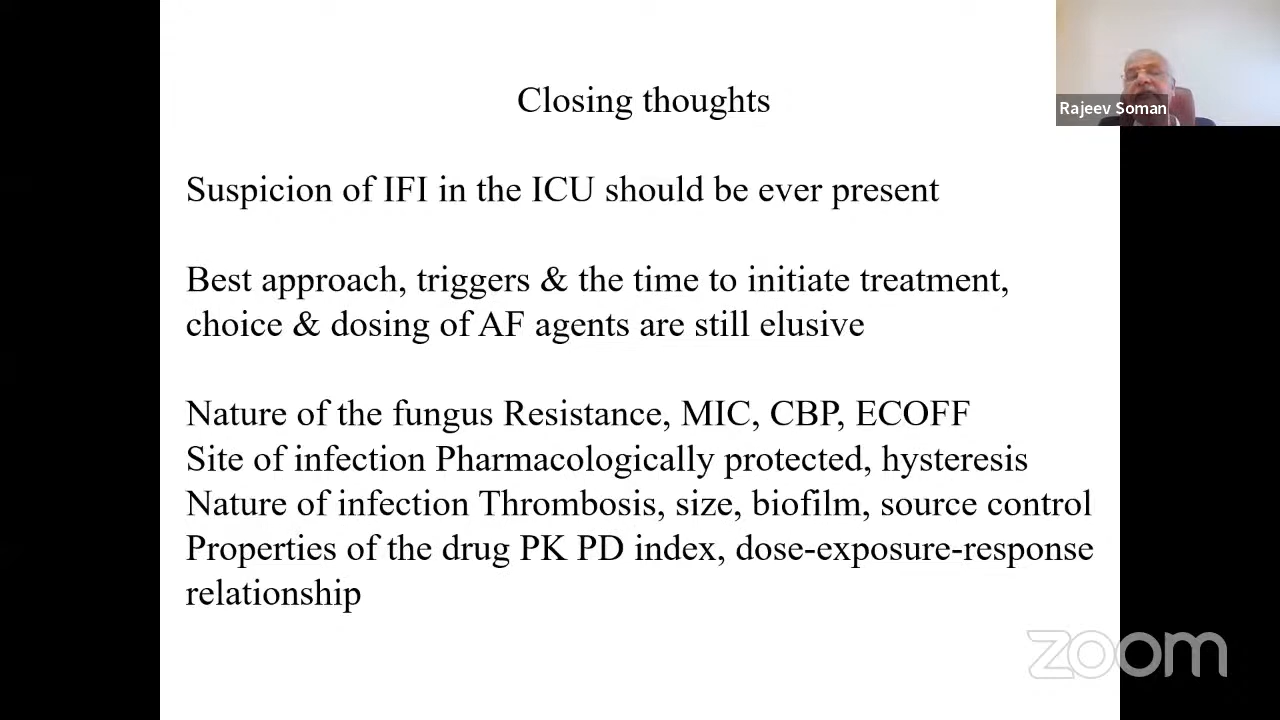 Closing thoughts
Rajeev Soman
Suspicion of IFI in the ICU should be ever present
Best approach, triggers & the time to initiate treatment,
choice & dosing of AF agents are still elusive
Nature of the fungus Resistance, MIC, CBP, ECOFF
Site of infection Pharmacologically protected, hysteresis
Nature of infection Thrombosis, size, biofilm, source control
Properties of the drug PK PD index, dose-exposure-response
relationship
zoom